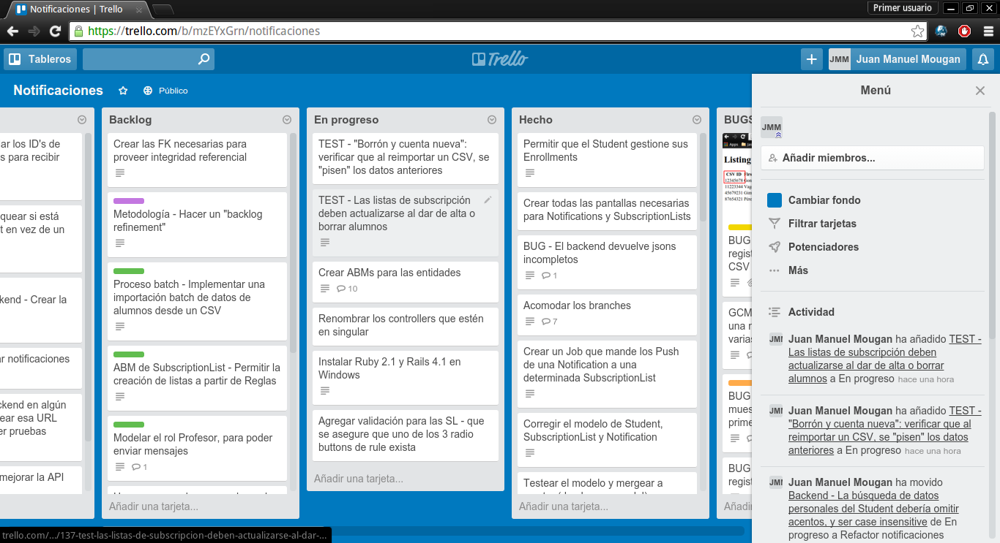 Notificaciones | Trello
Primer usuario
https://trello.com/b/mzEYxGrn/notificaciones
Tableros
Trello
JMM Juan Manuel Mougan
Notificaciones
Público
ar los ID's de
s para recibir
quear si está
t en vez de un
kend - Crear la
ar notificaciones
ckend en algún
ear esa URL
er pruebas
mejorar la API
Backlog
Crear las FK necesarias para
proveer integridad referencial
Metodología - Hacer un "backlog
refinement"
Proceso batch - Implementar una
importación batch de datos de
alumnos desde un CSV
ABM de SubscriptionList - Permitir la
creación de listas a partir de Reglas
Modelar el rol Profesor, para poder
enviar mensajes
1
Añadir una tarjeta...
En progreso
TEST - "Borrón y cuenta nueva":
verificar que al reimportar un CSV, se
"pisen" los datos anteriores
TEST - Las listas de subscripción
deben actualizarse al dar de alta o
borrar alumnos
Crear ABMs para las entidades
10
Renombrar los controllers que estén
en singular
Instalar Ruby 2.1 y Rails 4.1 en
Windows
Agregar validación para las SL - que
se asegure que uno de los 3 radio
buttons de rule exista
Añadir una tarjeta...
Hecho
Permitir que el Student gestione sus
Enrollments
Crear todas las pantallas necesarias
para Notifications y SubscriptionLists
BUG - El backend devuelve jsons
incompletos
1
Acomodar los branches
7
Crear un Job que mande los Push
de una Notification a una
determinada SubscriptionList
Corregir el modelo de Student,
SubscriptionList y Notification
Testear el modelo y mergear a
Añadir una tarjeta...
BUGS
Apps
Listing
CSV ID
12345678
11223344
45679231
87654321
BUG
regist
CSV
GCM
una n
varias
BUG
mues
prime
BUG
regist
Añadi
Menú
JMM
Añadir miembros...
Cambiar fondo
Filtrar tarjetas
Potenciadores
Más
Actividad
JMM Juan Manuel Mougan ha añadido TEST -
Las listas de subscripción deben
actualizarse al dar de alta o borrar
alumnos a En progreso hace una hora
JMM Juan Manuel Mougan ha añadido TEST -
"Borrón y cuenta nueva": verificar que al
reimportar un CSV, se "pisen" los datos
anteriores a En progreso hace una hora
JMM Juan Manuel Mougan ha movido
Backend - La búsqueda de datos
personales del Student debería omitir
acentos, y ser case insensitive de En
progreso a Refactor notificaciones
trello.com/.../137-test-las-listas-de-subscripcion-deben-actualizarse-al-dar-...